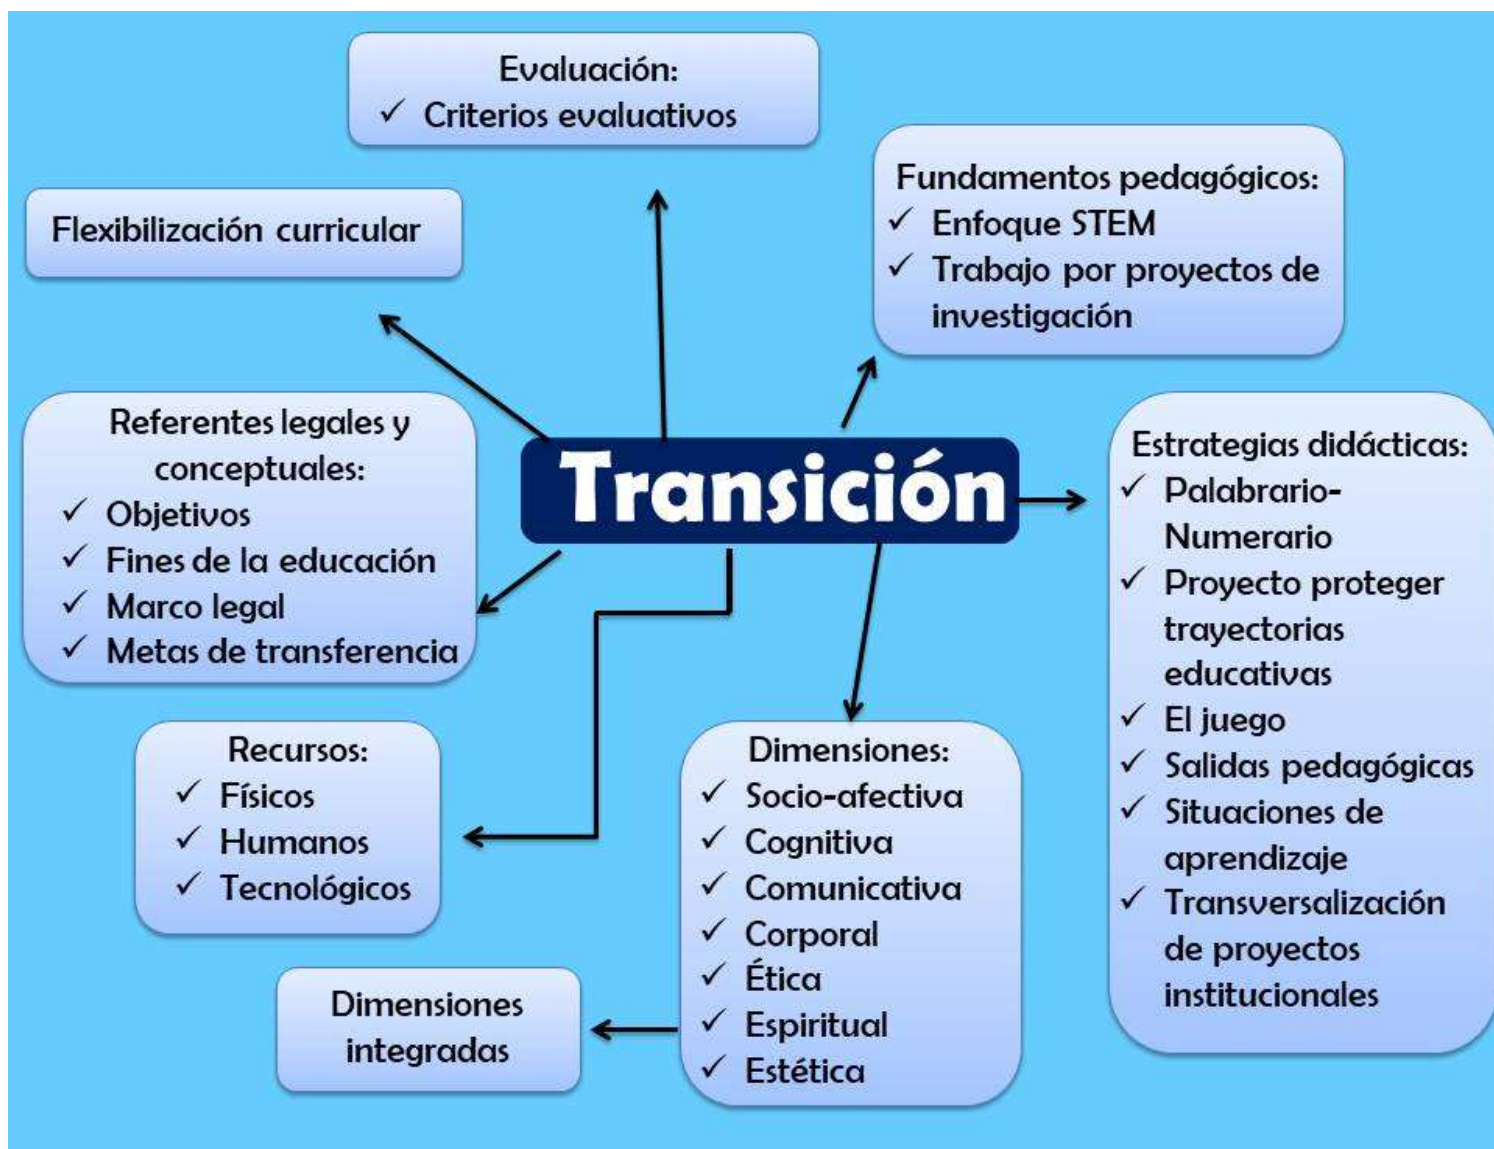 Evaluación:
✓ Criterios evaluativos
Fundamentos pedagógicos:
✓ Enfoque STEM
✓ Trabajo por proyectos de
investigación
Flexibilización curricular
Referentes legales y
conceptuales:
✓ Objetivos
✓ Fines de la educación
✓ Marco legal
✓ Metas de transferencia
Transición
Estrategias didácticas:
✓ Palabrario-
Numerario
✓ Proyecto proteger
trayectorias
educativas
✓ El juego
✓ Salidas pedagógicas
✓ Situaciones de
aprendizaje
✓ Transversalización
de proyectos
institucionales
Recursos:
✓ Físicos
✓ Humanos
✓ Tecnológicos
Dimensiones:
✓ Socio-afectiva
✓ Cognitiva
✓ Comunicativa
✓ Corporal
✓ Ética
✓ Espiritual
✓ Estética
Dimensiones
integradas